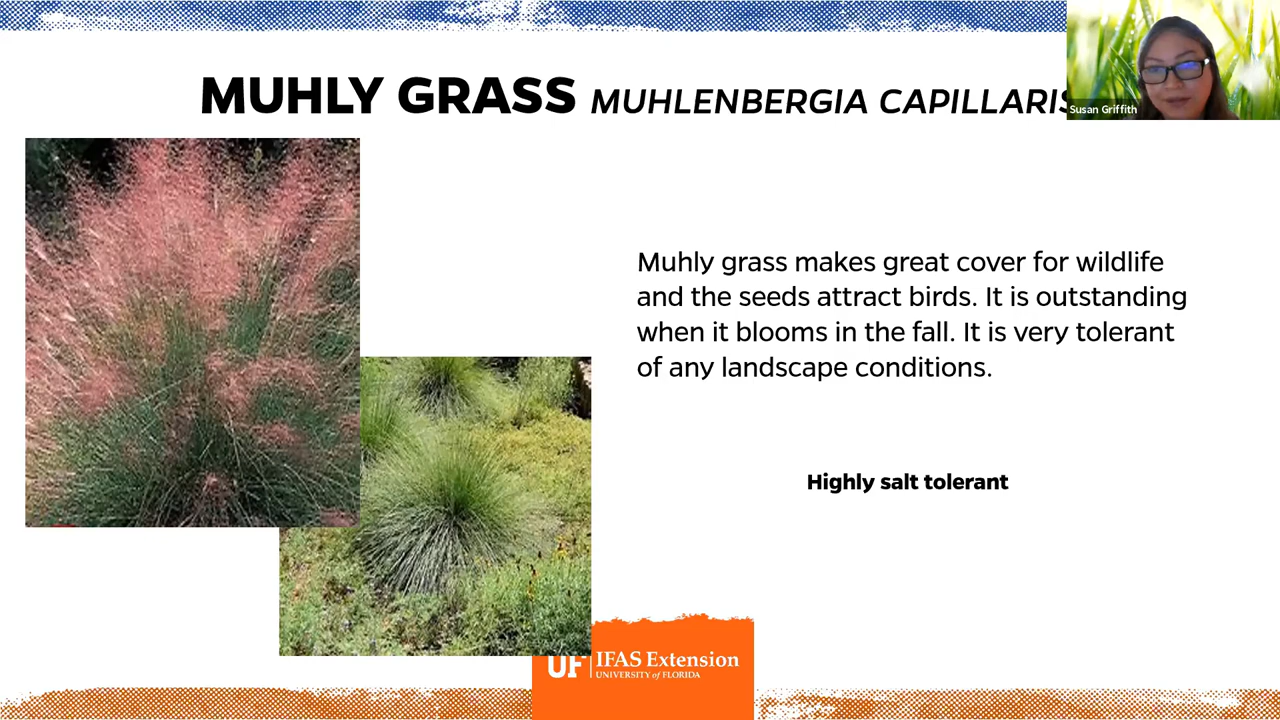 MUHLY GRASS MUHLENBERGIA CAPILLARIS
Susan Griffith
Muhly grass makes great cover for wildlife
and the seeds attract birds. It is outstanding
when it blooms in the fall. It is very tolerant
of any landscape conditions.
Highly salt tolerant
UF IFAS Extension
UNIVERSITY of FLORIDA